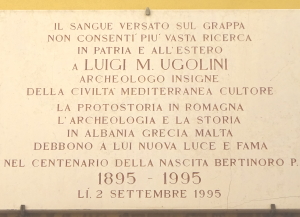 IL SANGUE VERSATO SUL GRAPPA
NON CONSENTÌ PIU' VASTA RICERCA
IN PATRIA E ALL'ESTERO
A LUIGI M. UGOLINI
ARCHEOLOGO INSIGNE
DELLA CIVILTÀ MEDITERRANEA CULTORE
LA PROTOSTORIA IN ROMAGNA
L'ARCHEOLOGIA E LA STORIA
IN ALBANIA GRECIA MALTA
DEBBONO A LUI NUOVA LUCE E FAMA
NEL CENTENARIO DELLA NASCITA BERTINORO P.
1895 - 1995
LÍ, 2 SETTEMBRE 1995